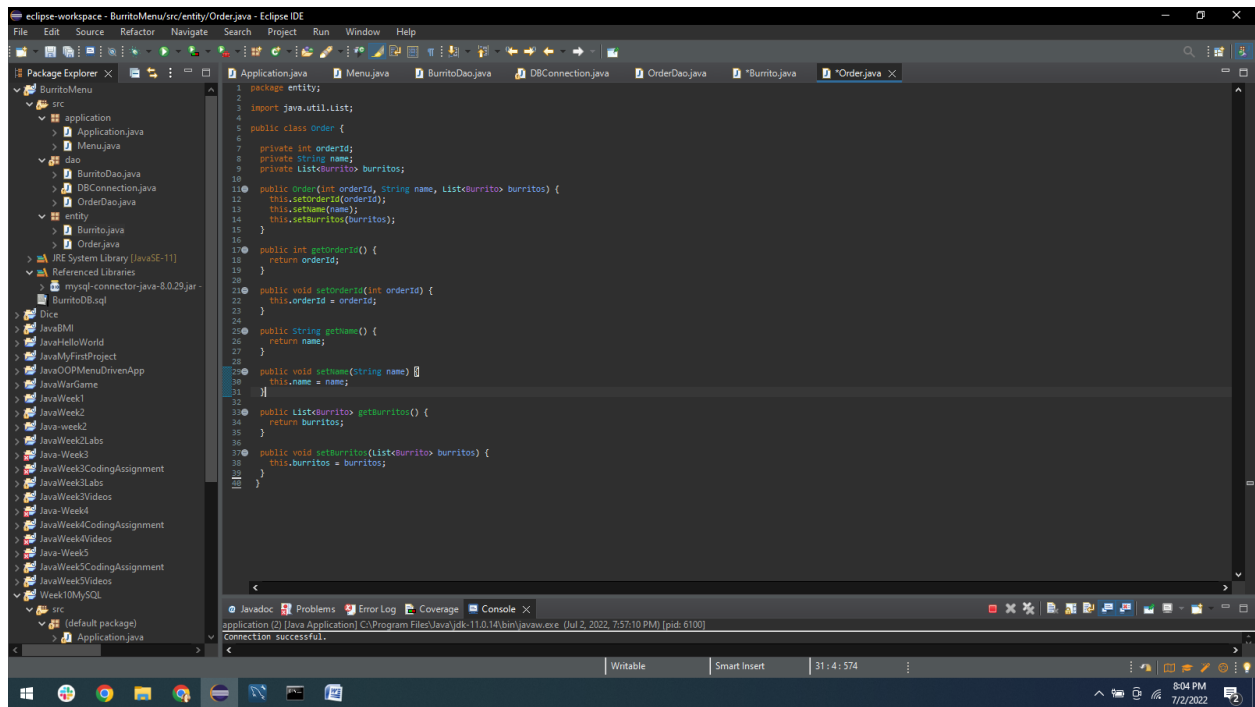 eclipse-workspace - BurritoMenu/src/entity/Order.java - Eclipse IDE
File Edit Source Refactor Navigate Search Project Run Window Help
Package Explorer
BurritoMenu
src
application
Application.java
Menu.java
dao
BurritoDao.java
DBConnection.java
OrderDao.java
entity
Burrito.java
Order.java
JRE System Library [JavaSE-11]
Referenced Libraries
mysql-connector-java-8.0.29.jar -
BurritoDB.sql
Dice
JavaBMI
JavaHelloWorld
JavaMyFirstProject
JavaOOPMenuDrivenApp
JavaWarGame
JavaWeek1
JavaWeek2
Java-week2
JavaWeek2Labs
Java-Week3
JavaWeek3CodingAssignment
JavaWeek3Labs
JavaWeek3Videos
Java-Week4
JavaWeek4CodingAssignment
JavaWeek4Videos
Java-Week5
JavaWeek5CodingAssignment
JavaWeek5Videos
Week10MySQL
src
(default package)
Application.java
Application.java Menu.java BurritoDao.java DBConnection.java OrderDao.java *Burrito.java *Order.java
1 package entity;
2
3 import java.util.List;
4
5 public class Order {
6
7 private int orderId;
8 private String name;
9 private List<Burrito> burritos;
10
11 public Order(int orderId, String name, List<Burrito> burritos) {
12 this.setOrderId(orderId);
13 this.setName(name);
14 this.setBurritos(burritos);
15 }
16
17 public int getOrderId() {
18 return orderId;
19 }
20
21 public void setOrderId(int orderId) {
22 this.orderId = orderId;
23 }
24
25 public String getName() {
26 return name;
27 }
28
29 public void setName(String name) {
30 this.name = name;
31 }
32
33 public List<Burrito> getBurritos() {
34 return burritos;
35 }
36
37 public void setBurritos(List<Burrito> burritos) {
38 this.burritos = burritos;
39 }
40 }
Javadoc Problems Error Log Coverage Console
application (2) [Java Application] C:\Program Files\Java\jdk-11.0.14\bin\javaw.exe (Jul 2, 2022, 7:57:10 PM) [pid: 6100]
Connection successful.
Writable Smart Insert 31 : 4 : 574
8:04 PM
7/2/2022
2